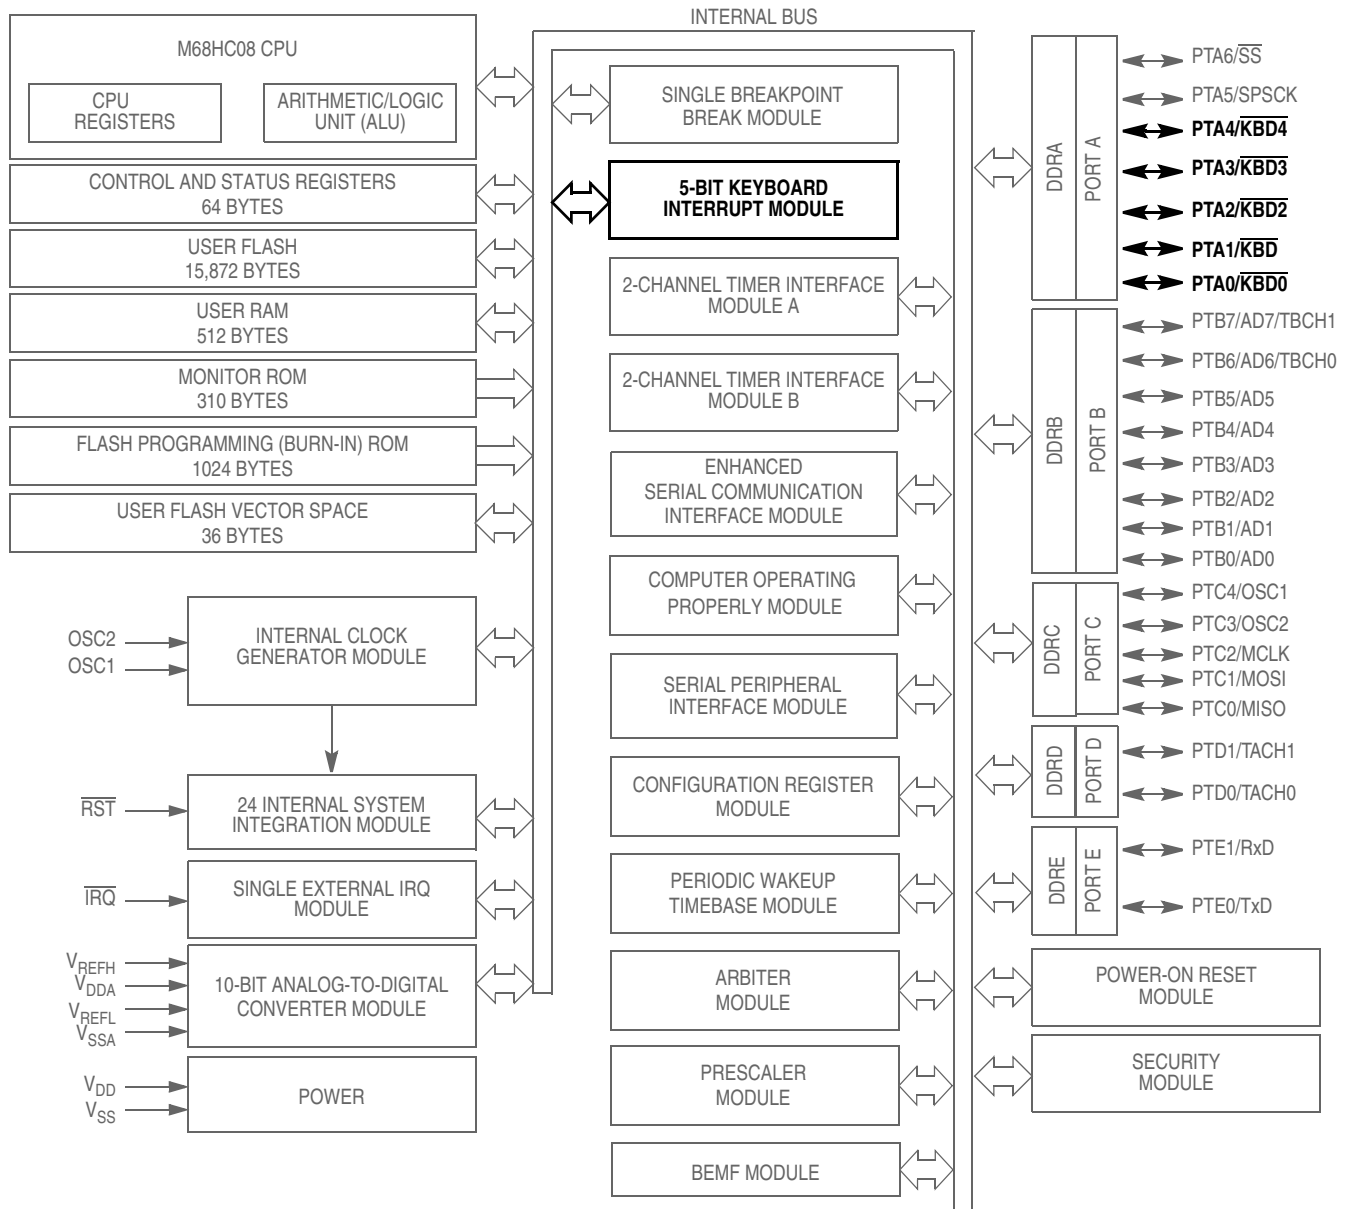 INTERNAL BUS
M68HC08 CPU
CPU
REGISTERS
ARITHMETIC/LOGIC
UNIT (ALU)
CONTROL AND STATUS REGISTERS
64 BYTES
USER FLASH
15,872 BYTES
USER RAM
512 BYTES
MONITOR ROM
310 BYTES
FLASH PROGRAMMING (BURN-IN) ROM
1024 BYTES
USER FLASH VECTOR SPACE
36 BYTES
OSC2
OSC1
INTERNAL CLOCK
GENERATOR MODULE
RST
24 INTERNAL SYSTEM
INTEGRATION MODULE
IRQ
SINGLE EXTERNAL IRQ
MODULE
VREFH
VDDA
VREFL
VSSA
10-BIT ANALOG-TO-DIGITAL
CONVERTER MODULE
VDD
VSS
POWER
SINGLE BREAKPOINT
BREAK MODULE
5-BIT KEYBOARD
INTERRUPT MODULE
2-CHANNEL TIMER INTERFACE
MODULE A
2-CHANNEL TIMER INTERFACE
MODULE B
ENHANCED
SERIAL COMMUNICATION
INTERFACE MODULE
COMPUTER OPERATING
PROPERLY MODULE
SERIAL PERIPHERAL
INTERFACE MODULE
CONFIGURATION REGISTER
MODULE
PERIODIC WAKEUP
TIMEBASE MODULE
ARBITER
MODULE
PRESCALER
MODULE
BEMF MODULE
DDRA
PORT A
PTA6/SS
PTA5/SPSCK
PTA4/KBD4
PTA3/KBD3
PTA2/KBD2
PTA1/KBD
PTA0/KBD0
DDRB
PORT B
PTB7/AD7/TBCH1
PTB6/AD6/TBCH0
PTB5/AD5
PTB4/AD4
PTB3/AD3
PTB2/AD2
PTB1/AD1
PTB0/AD0
DDRC
PORT C
PTC4/OSC1
PTC3/OSC2
PTC2/MCLK
PTC1/MOSI
PTC0/MISO
DDRD
PORT D
PTD1/TACH1
PTD0/TACH0
DDRE
PORT E
PTE1/RxD
PTE0/TxD
POWER-ON RESET
MODULE
SECURITY
MODULE